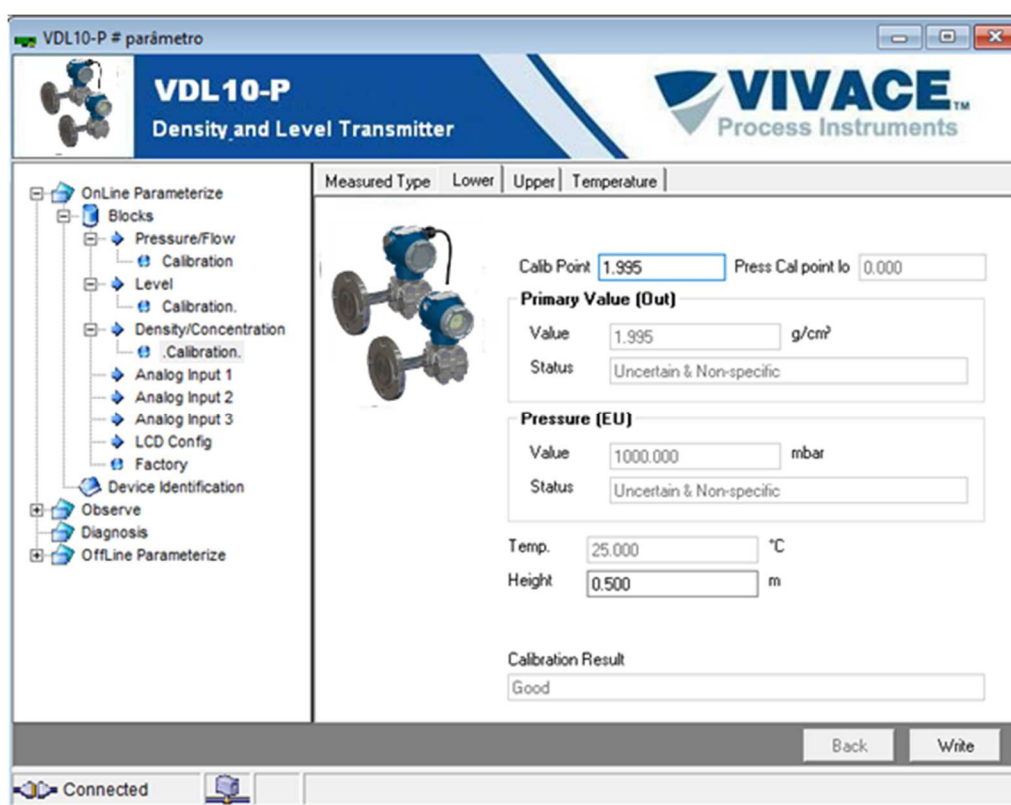 VDL10-P # parâmetro
VDL10-P
Density and Level Transmitter
VIVACE TM
Process Instruments
OnLine Parameterize
Blocks
Pressure/Flow
Calibration
Level
Calibration.
Density/Concentration
.Calibration.
Analog Input 1
Analog Input 2
Analog Input 3
LCD Config
Factory
Device Identification
Observe
Diagnosis
OffLine Parameterize
Measured Type Lower Upper Temperature
Calib Point 1.995 Press Cal point lo 0.000
Primary Value (Out)
Value 1.995 g/cm³
Status Uncertain & Non-specific
Pressure (EU)
Value 1000.000 mbar
Status Uncertain & Non-specific
Temp. 25.000 °C
Height 0.500 m
Calibration Result
Good
Back Write
Connected